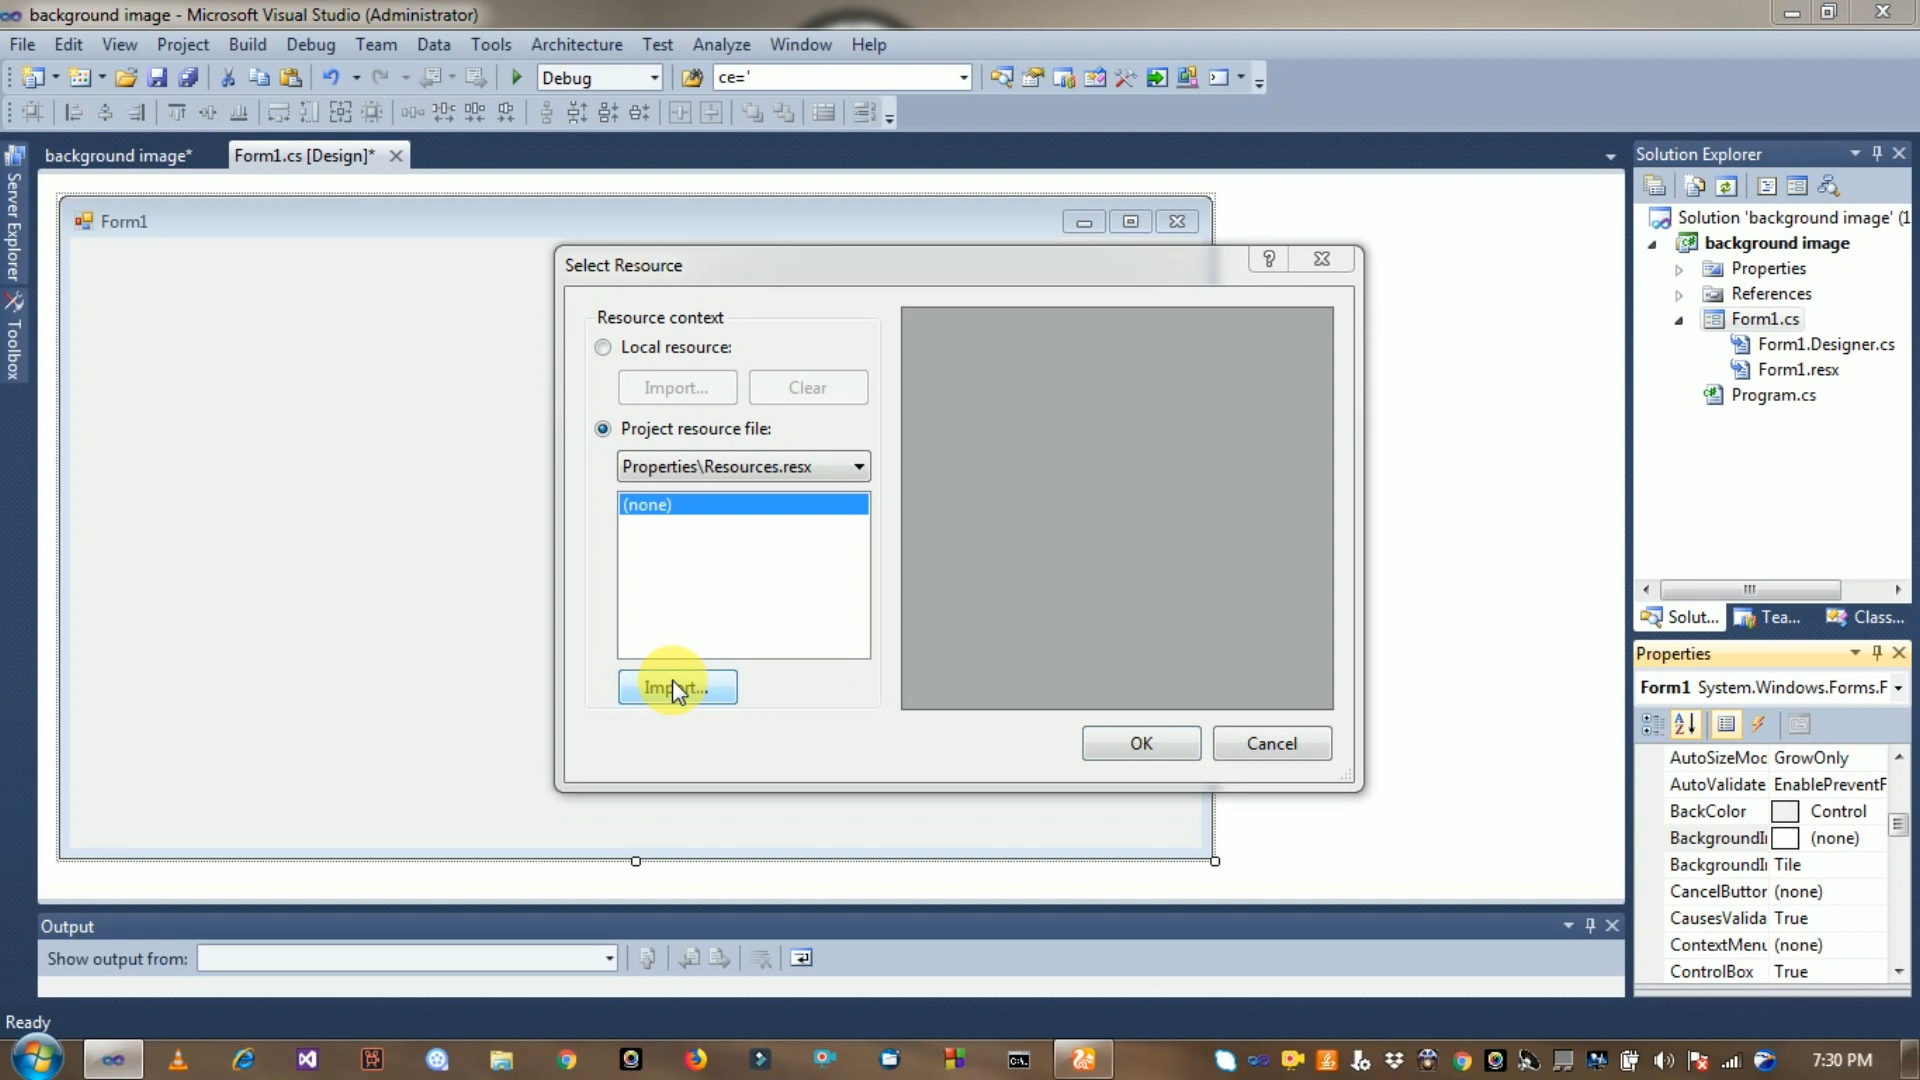 background image - Microsoft Visual Studio (Administrator)
File Edit View Project Build Debug Team Data Tools Architecture Test Analyze Window Help
Debug ce='
background image* Form1.cs [Design]*
Server Explorer
Toolbox
Form1
Select Resource
Resource context
Local resource:
Import... Clear
Project resource file:
Properties\Resources.resx
(none)
Import...
OK Cancel
Solution Explorer
Solution 'background image' (1
background image
Properties
References
Form1.cs
Form1.Designer.cs
Form1.resx
Program.cs
Solut... Tea... Class...
Properties
Form1 System.Windows.Forms.F
AutoSizeMoc GrowOnly
AutoValidate EnablePreventF
BackColor Control
BackgroundI (none)
BackgroundI Tile
CancelButtor (none)
CausesValida True
ContextMenu (none)
ControlBox True
Output
Show output from:
Ready
7:30 PM